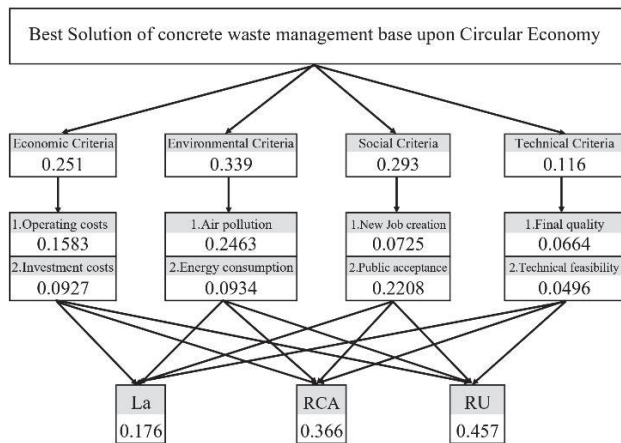 Best Solution of concrete waste management base upon Circular Economy
Economic Criteria
0.251
Environmental Criteria
0.339
Social Criteria
0.293
Technical Criteria
0.116
1.Operating costs
0.1583
2.Investment costs
0.0927
1.Air pollution
0.2463
2.Energy consumption
0.0934
1.New Job creation
0.0725
2.Public acceptance
0.2208
1.Final quality
0.0664
2.Technical feasibility
0.0496
La
0.176
RCA
0.366
RU
0.457